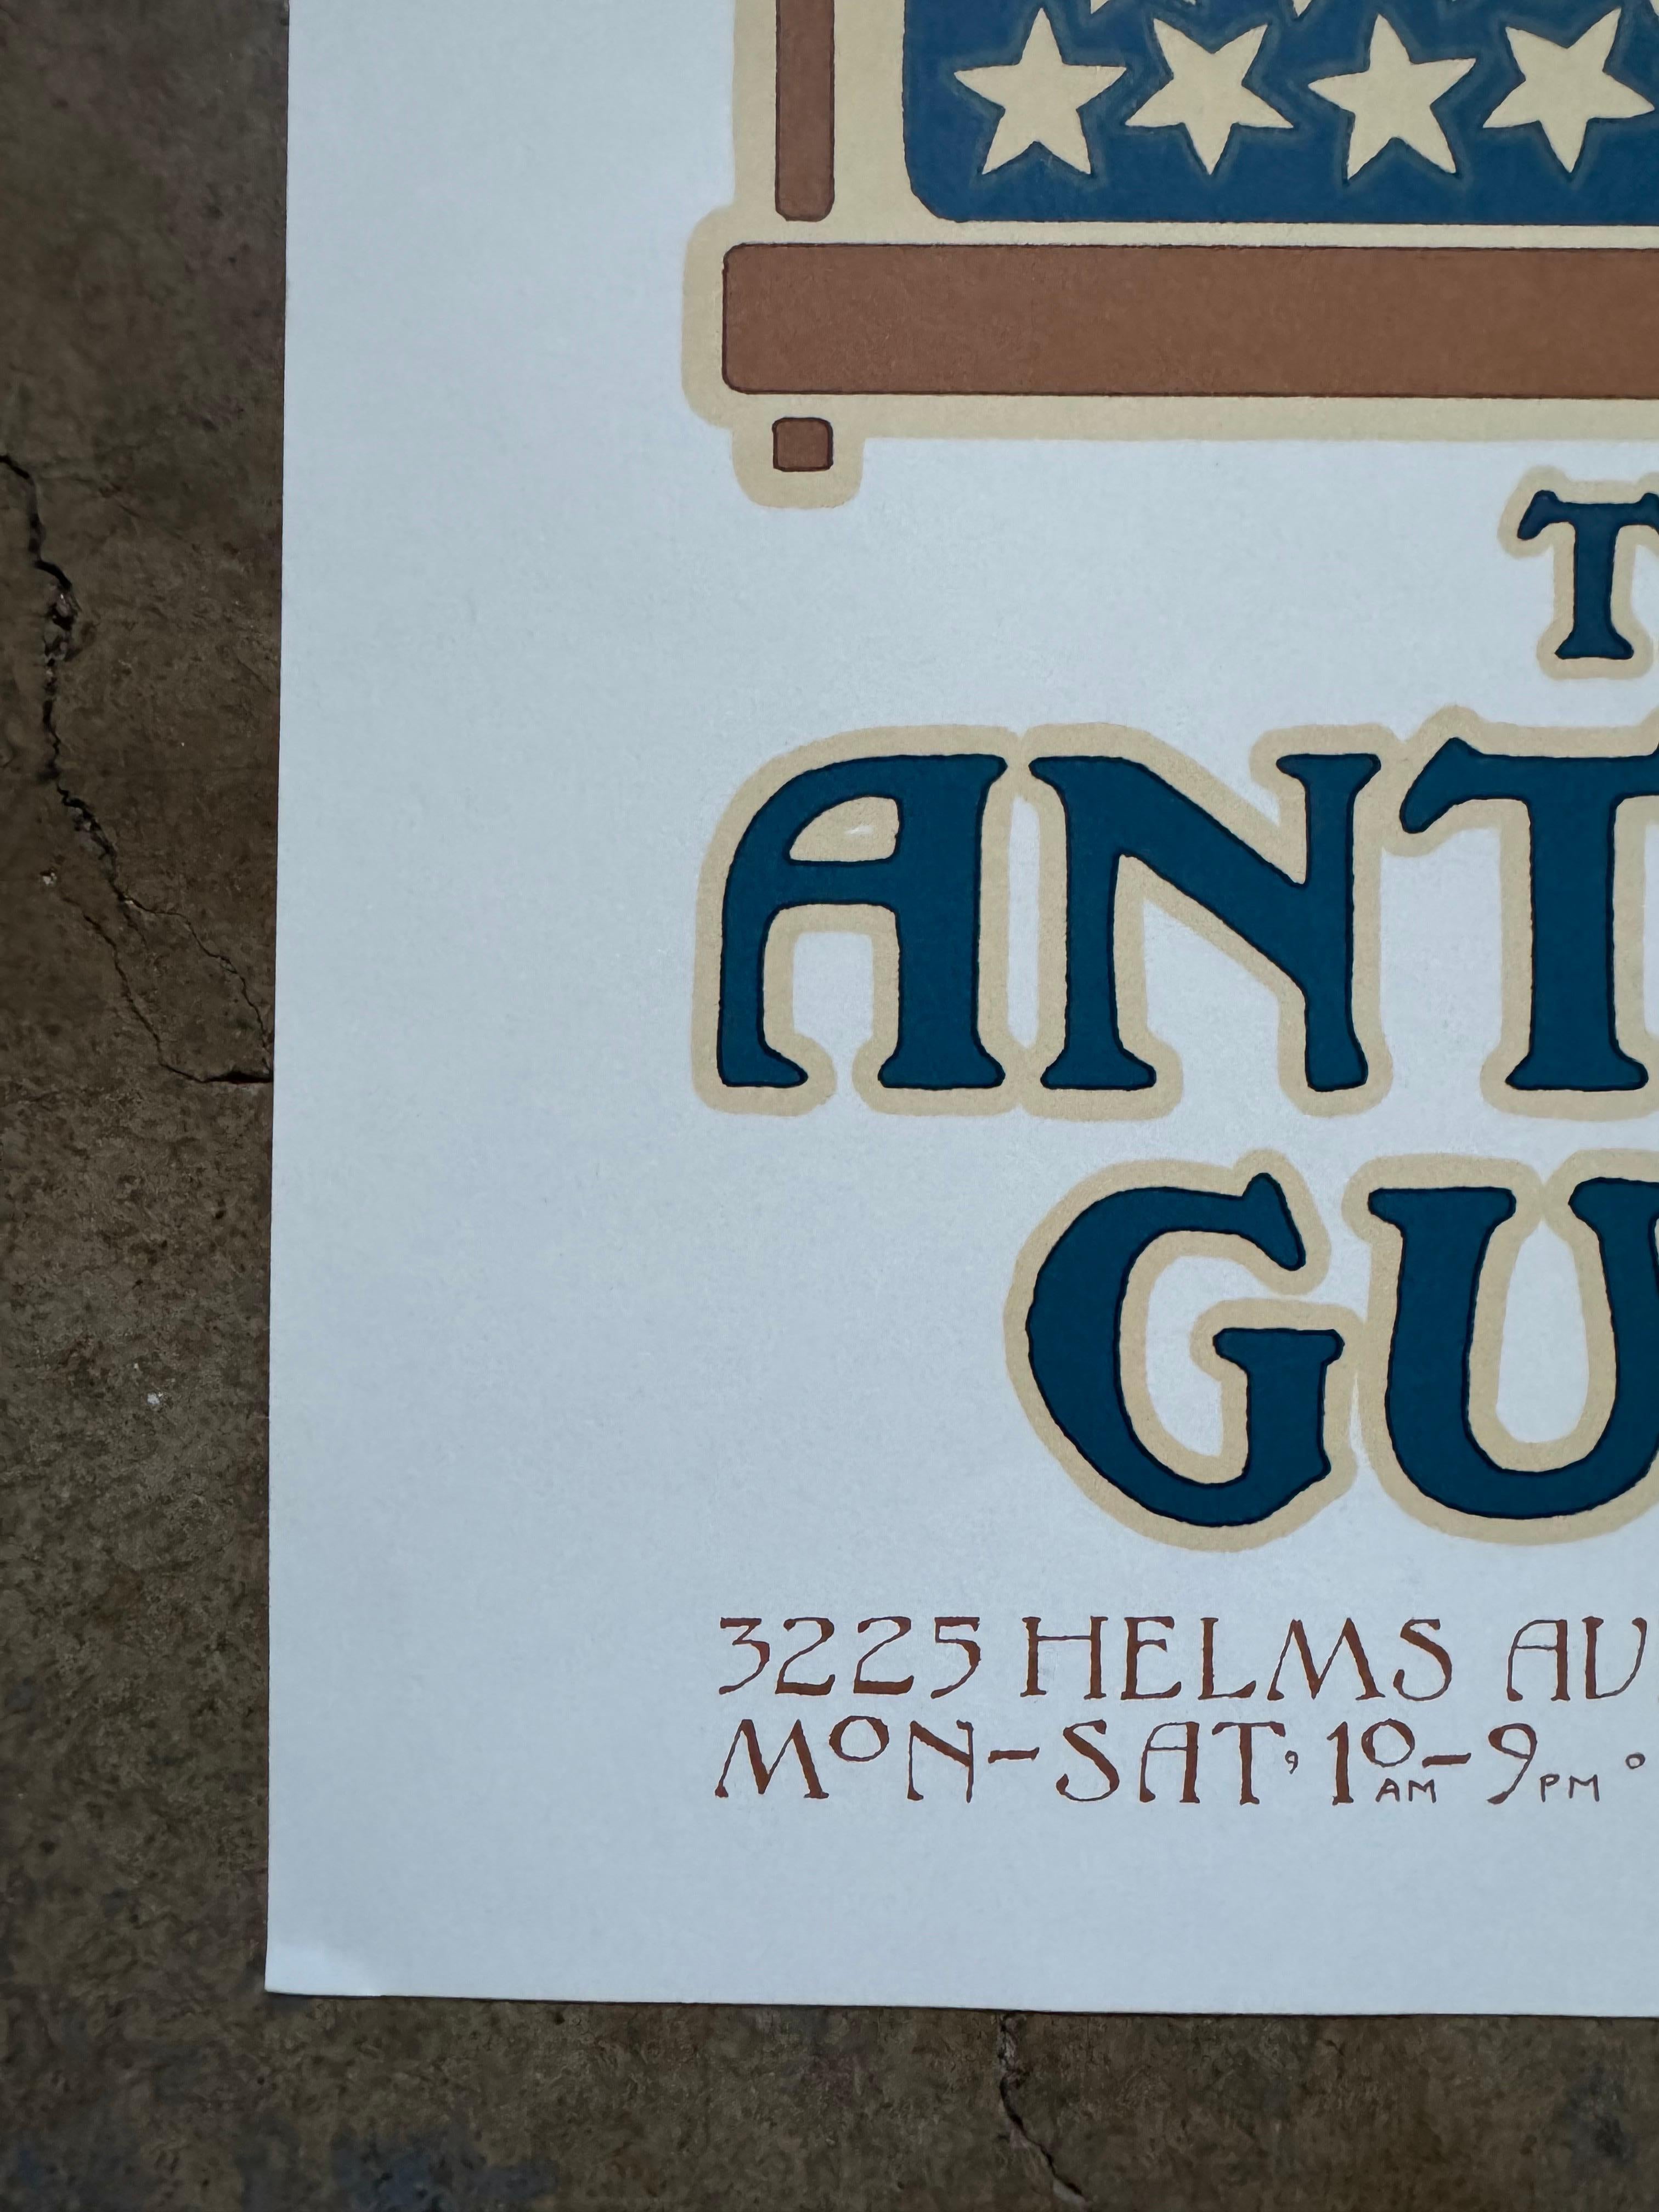 T
ANT
GU
3225 HELMS AV
MON-SAT, 10AM-9PM